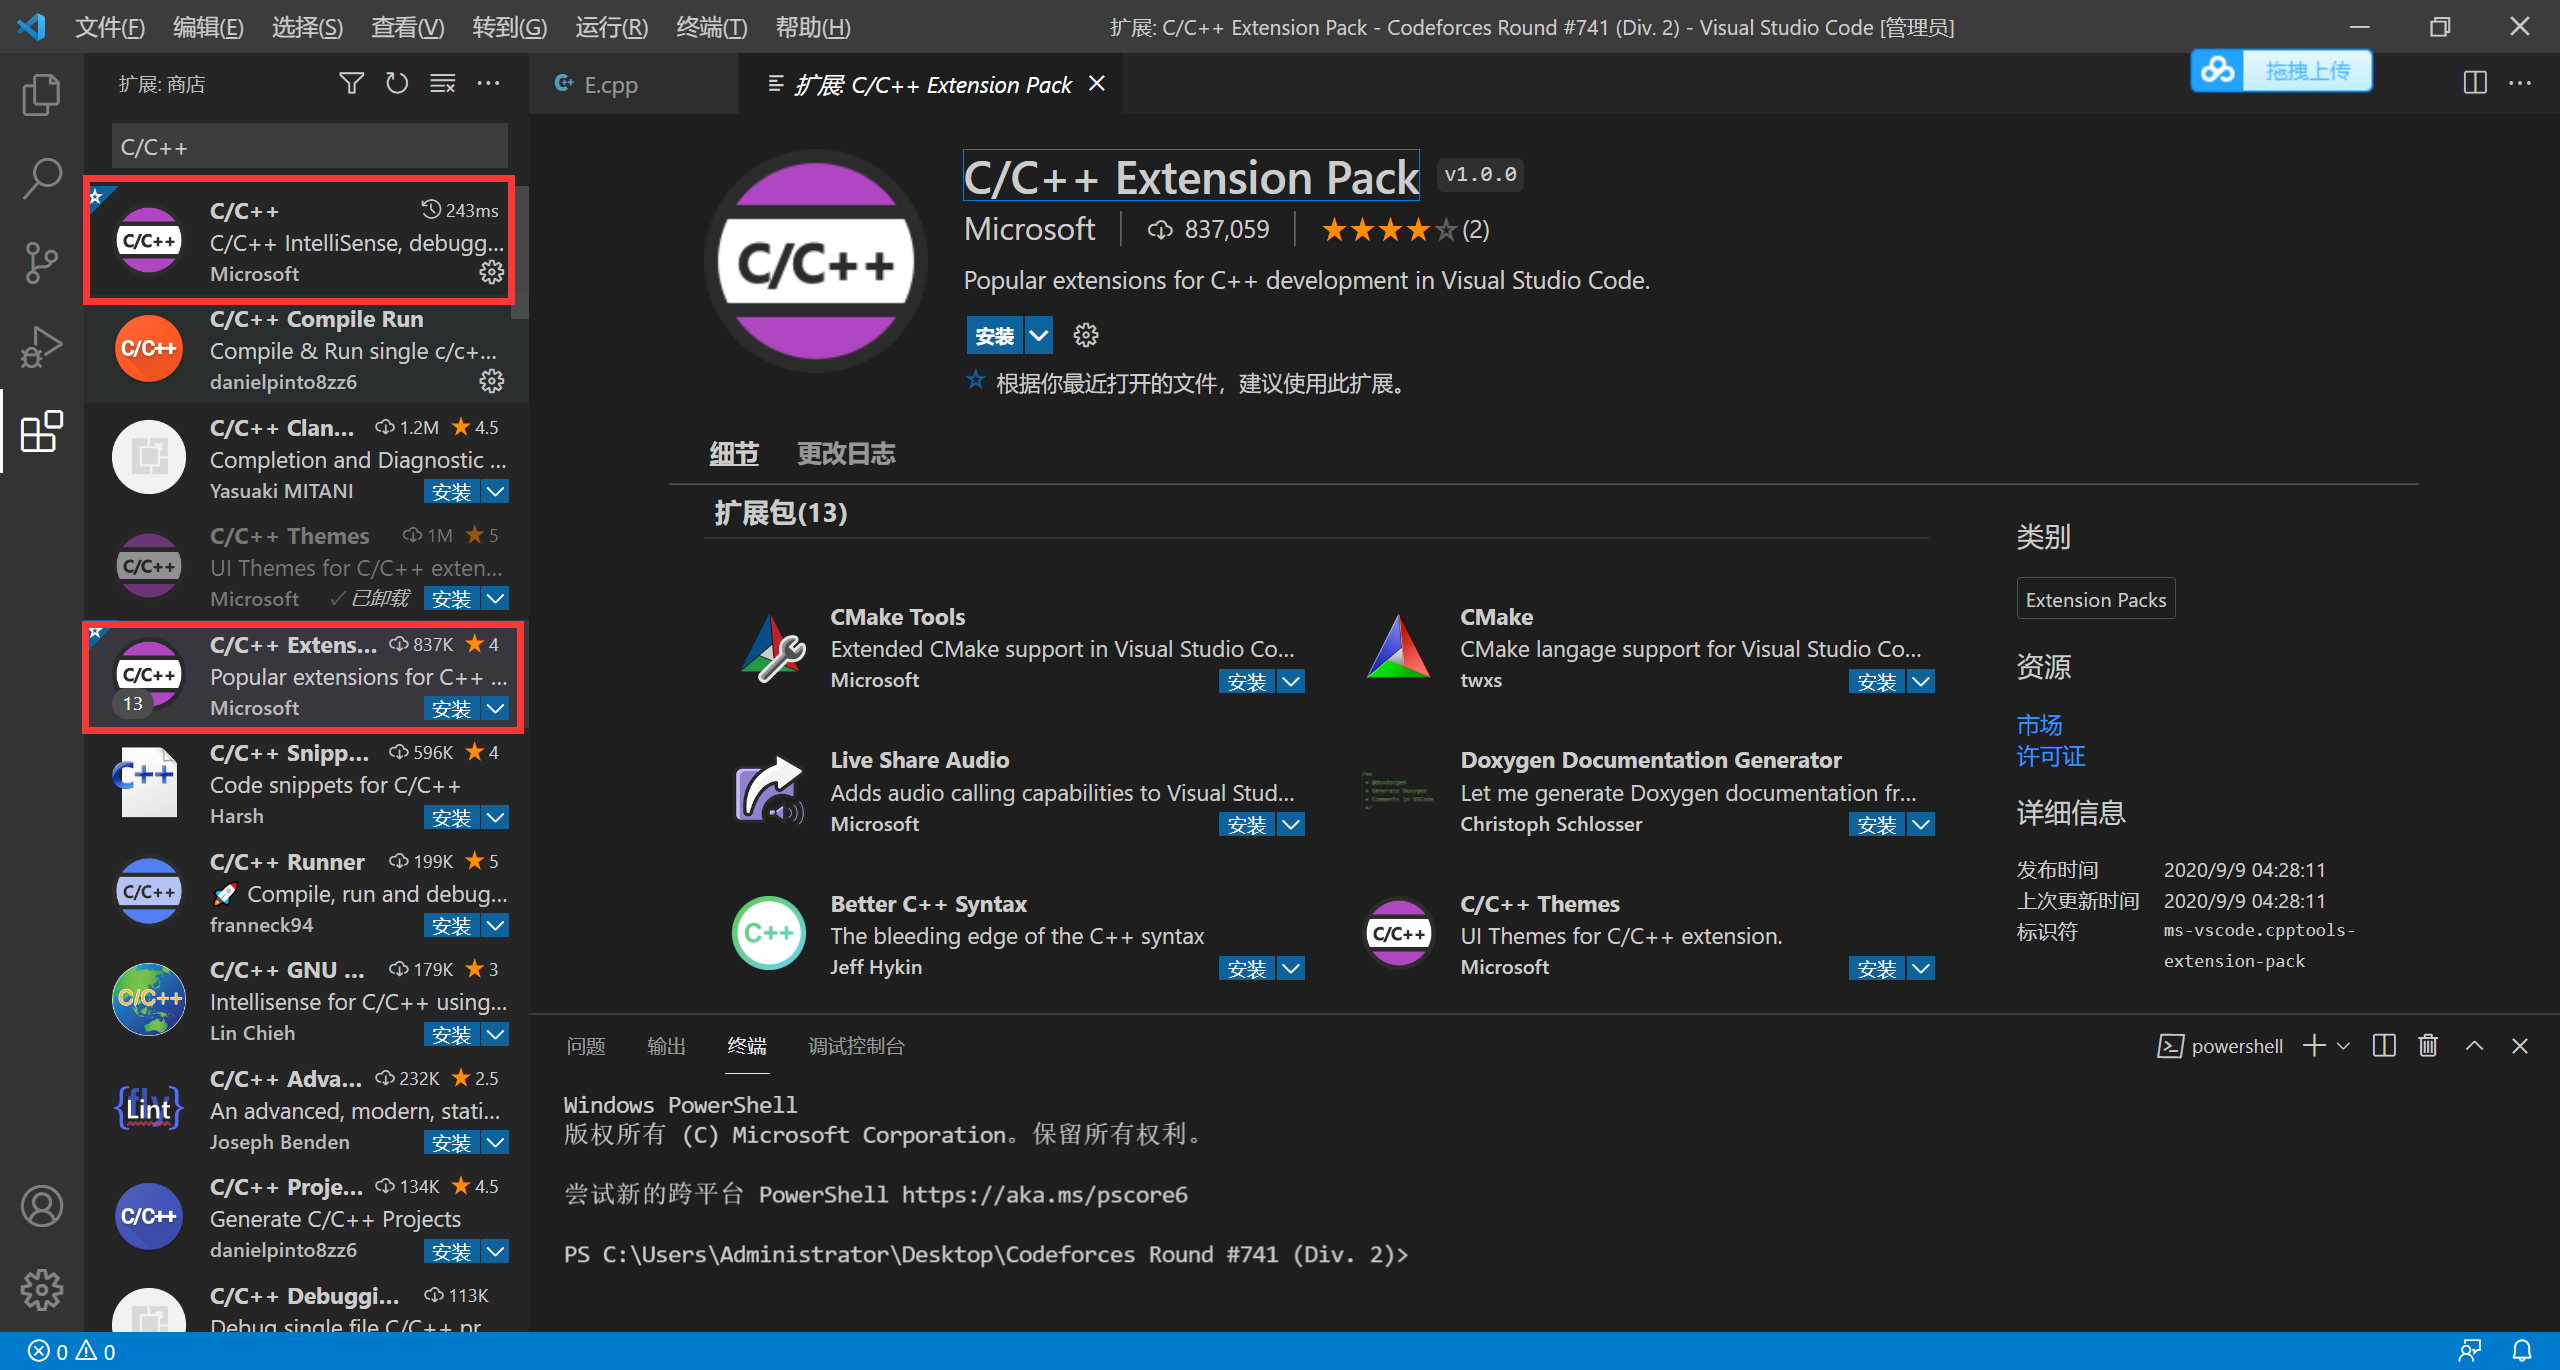 文件(F) 编辑(E) 选择(S) 查看(V) 转到(G) 运行(R) 终端(T) 帮助(H)
扩展: C/C++ Extension Pack - Codeforces Round #741 (Div. 2) - Visual Studio Code [管理员]
拖拽上传
扩展: 商店
C/C++
C/C++ 243ms
C/C++ IntelliSense, debugg...
Microsoft
C/C++ Compile Run
Compile & Run single c/c+...
danielpinto8zz6
C/C++ Clan... 1.2M 4.5
Completion and Diagnostic ...
Yasuaki MITANI 安装
C/C++ Themes 1M 5
UI Themes for C/C++ exten...
Microsoft ✓已卸载 安装
C/C++ Extens... 837K 4
Popular extensions for C++ ...
13
Microsoft 安装
C/C++ Snipp... 596K 4
Code snippets for C/C++
Harsh 安装
C/C++ Runner 199K 5
🚀 Compile, run and debug...
franneck94 安装
C/C++ GNU ... 179K 3
Intellisense for C/C++ using...
Lin Chieh 安装
C/C++ Adva... 232K 2.5
An advanced, modern, stati...
Joseph Benden 安装
C/C++ Proje... 134K 4.5
Generate C/C++ Projects
danielpinto8zz6 安装
C/C++ Debuggi... 113K
Debug single file C/C++ pr
C/C++
C/C++
C/C++
C/C++
C++
C/C++
C/C++
{fly}
Lint
C/C++
E.cpp
扩展: C/C++ Extension Pack
C/C++
C/C++ Extension Pack v1.0.0
Microsoft 837,059 (2)
Popular extensions for C++ development in Visual Studio Code.
安装
根据你最近打开的文件，建议使用此扩展。
细节 更改日志
扩展包(13)
CMake Tools
Extended CMake support in Visual Studio Co...
Microsoft 安装
CMake
CMake langage support for Visual Studio Co...
twxs 安装
Live Share Audio
Adds audio calling capabilities to Visual Stud...
Microsoft 安装
Doxygen Documentation Generator
Let me generate Doxygen documentation fr...
Christoph Schlosser 安装
C++
Better C++ Syntax
The bleeding edge of the C++ syntax
Jeff Hykin 安装
C/C++
C/C++ Themes
UI Themes for C/C++ extension.
Microsoft 安装
类别
Extension Packs
资源
市场
许可证
详细信息
发布时间 2020/9/9 04:28:11
上次更新时间 2020/9/9 04:28:11
标识符 ms-vscode.cpptools-
extension-pack
问题 输出 终端 调试控制台
powershell
Windows PowerShell
版权所有 (C) Microsoft Corporation。保留所有权利。
尝试新的跨平台 PowerShell https://aka.ms/pscore6
PS C:\Users\Administrator\Desktop\Codeforces Round #741 (Div. 2)>
0 0